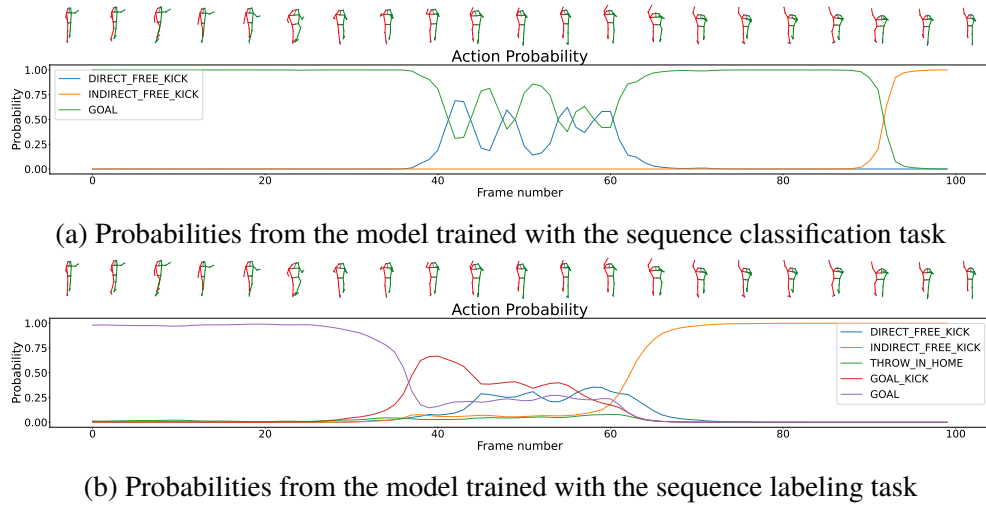 Action Probability
1.00
0.75
0.50
0.25
0.00
Probability
DIRECT_FREE_KICK
INDIRECT_FREE_KICK
GOAL
0 20 40 60 80 100
Frame number
(a) Probabilities from the model trained with the sequence classification task
Action Probability
1.00
0.75
0.50
0.25
0.00
Probability
DIRECT_FREE_KICK
INDIRECT_FREE_KICK
THROW_IN_HOME
GOAL_KICK
GOAL
0 20 40 60 80 100
Frame number
(b) Probabilities from the model trained with the sequence labeling task